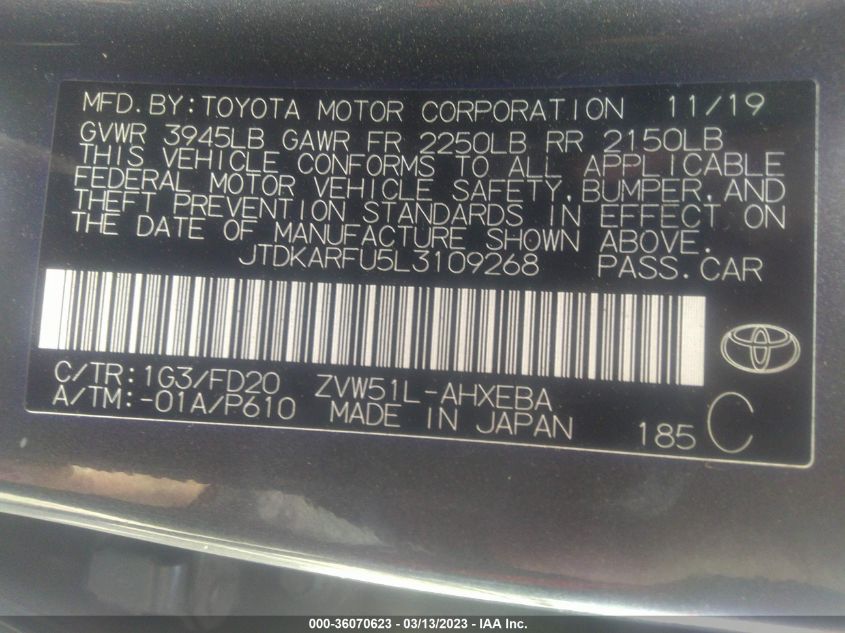 MFD.BY:TOYOTA MOTOR CORPORATION 11/19
GVWR 3945LB GAWR FR 2250LB RR 2150LB
THIS VEHICLE CONFORMS TO ALL APPLICABLE
FEDERAL MOTOR VEHICLE SAFETY,BUMPER,AND
THEFT PREVENTION STANDARDS IN EFFECT ON
THE DATE OF MANUFACTURE SHOWN ABOVE.
JTDKARFU5L3109268 PASS.CAR
C/TR:1G3/FD20 ZVW51L-AHXEBA
A/TM:-01A/P610 MADE IN JAPAN 185 C
000-36070623 - 03/13/2023 - © IAA Inc.